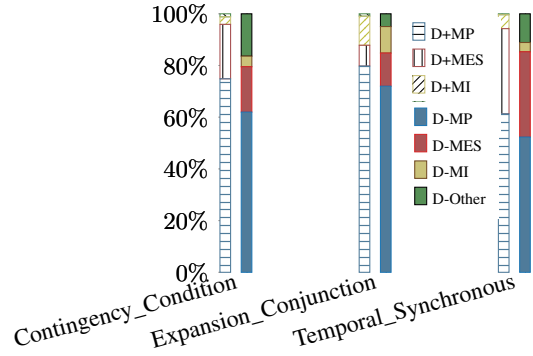 100%
80%
60%
40%
20%
0%
D+MP
D+MES
D+MI
D-MP
D-MES
D-MI
D-Other
Contingency_Condition
Expansion_Conjunction
Temporal_Synchronous